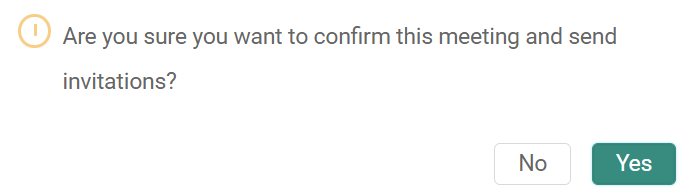 Are you sure you want to confirm this meeting and send
invitations?
No
Yes